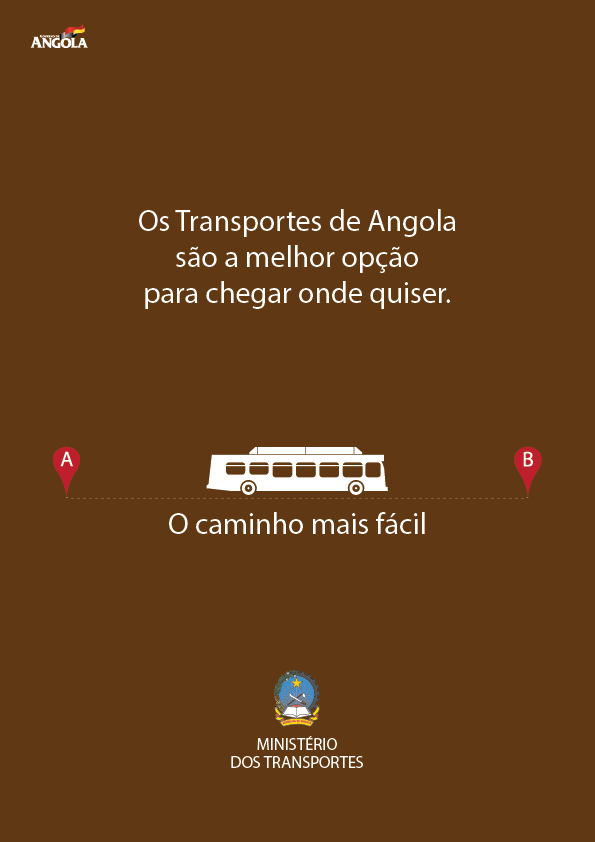 ANGOLA
Os Transportes de Angola
são a melhor opção
para chegar onde quiser.
A
B
O caminho mais fácil
MINISTÉRIO
DOS TRANSPORTES